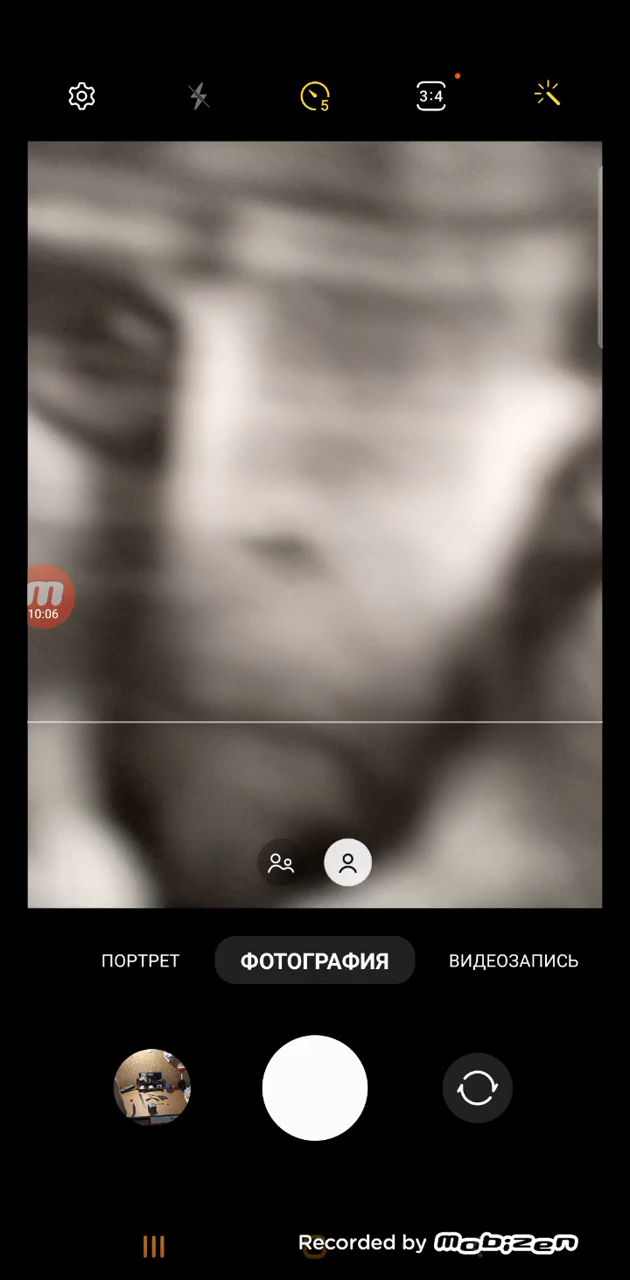 5
3:4
m
10:06
ПОРТРЕТ
ФОТОГРАФИЯ
ВИДЕОЗАПИСЬ
Recorded by mobizen